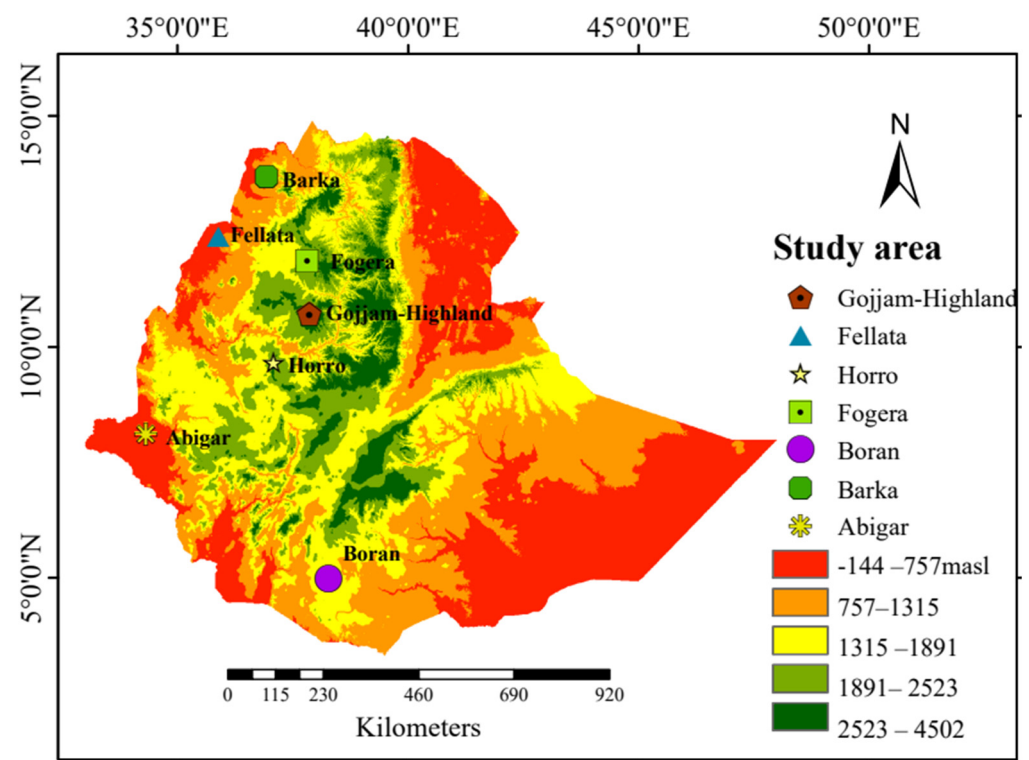 35°0'0"E 40°0'0"E 45°0'0"E 50°0'0"E
15°0'0"N
10°0'0"N
5°0'0"N
N
Barka
Fellata
Fogera
Gojjam-Highland
Horro
Abigar
Boran
Study area
Gojjam-Highland
Fellata
Horro
Fogera
Boran
Barka
Abigar
-144 –757masl
757–1315
1315 –1891
1891– 2523
2523 – 4502
0 115 230 460 690 920
Kilometers